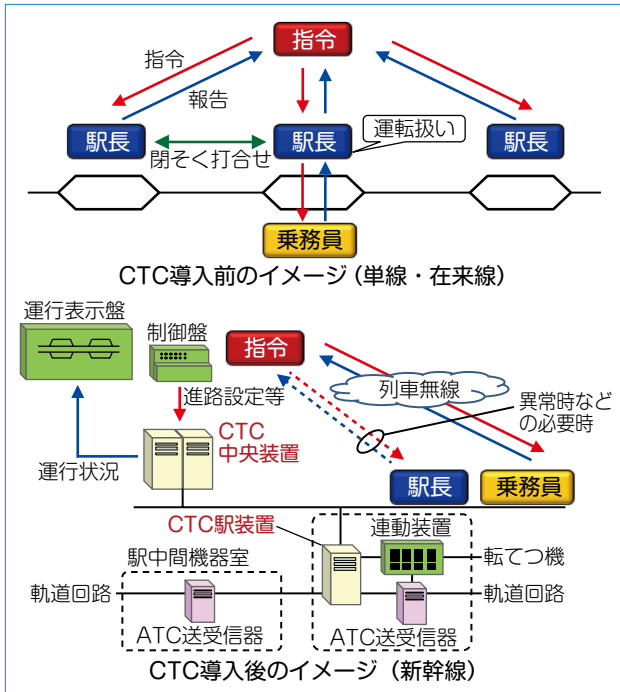 指令
指令
報告
駅長
閉そく打合せ
駅長
運転扱い
駅長
乗務員
CTC導入前のイメージ（単線・在来線）
運行表示盤
制御盤
指令
進路設定等
列車無線
異常時など
の必要時
CTC
中央装置
運行状況
駅長
乗務員
CTC駅装置
連動装置
駅中間機器室
転てつ機
軌道回路
軌道回路
ATC送受信器
ATC送受信器
CTC導入後のイメージ（新幹線）